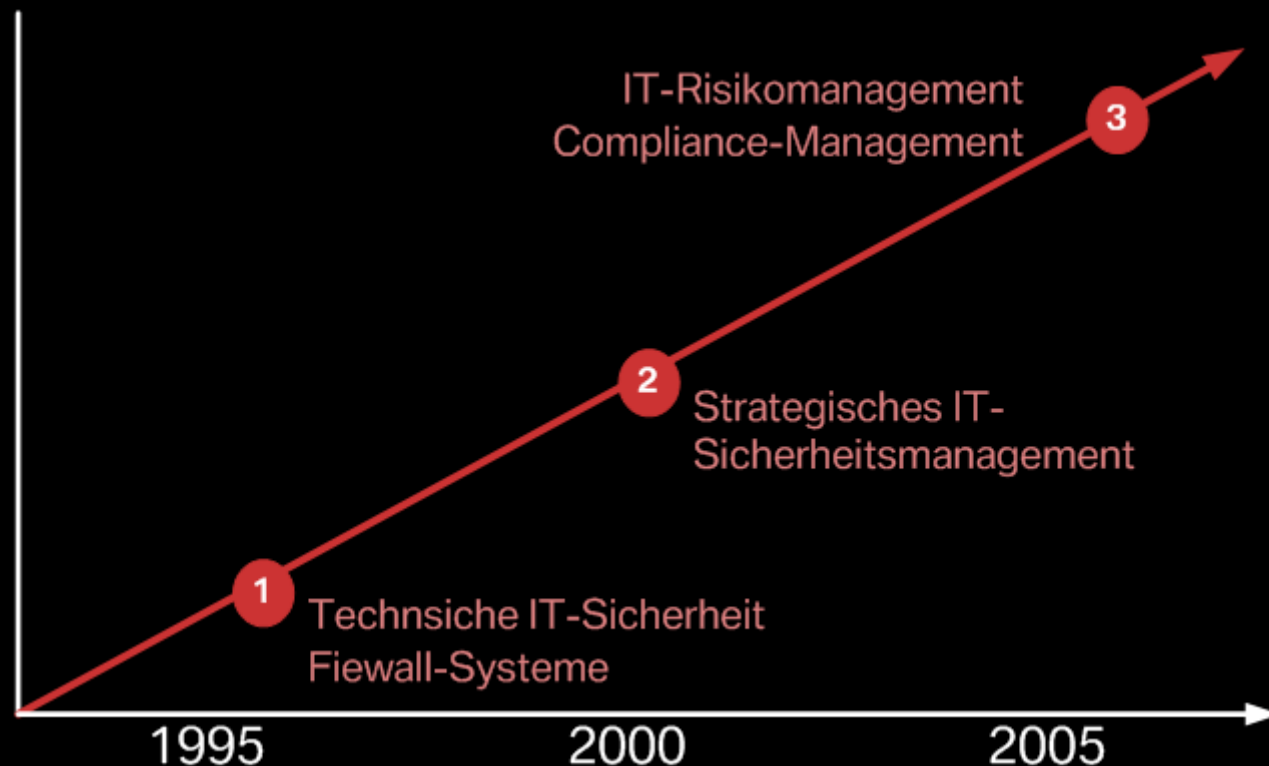 IT-Risikomanagement
Compliance-Management
3
2
Strategisches IT-
Sicherheitsmanagement
1
Technsiche IT-Sicherheit
Fiewall-Systeme
1995 2000 2005